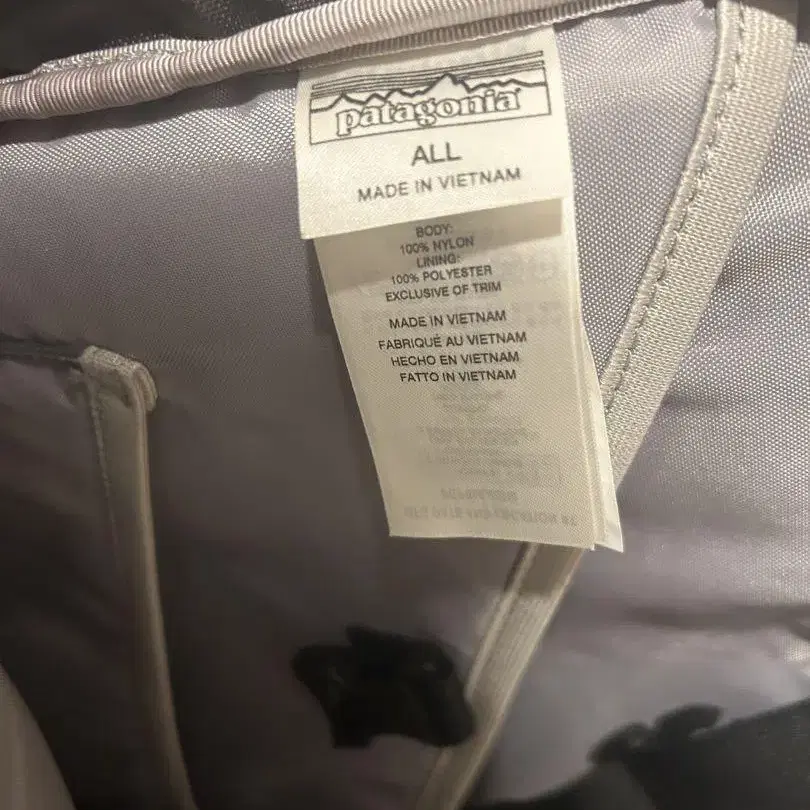 patagonia
ALL
MADE IN VIETNAM
BODY:
100% NYLON
LINING:
100% POLYESTER
EXCLUSIVE OF TRIM
MADE IN VIETNAM
FABRIQUÉ AU VIETNAM
HECHO EN VIETNAM
FATTO IN VIETNAM